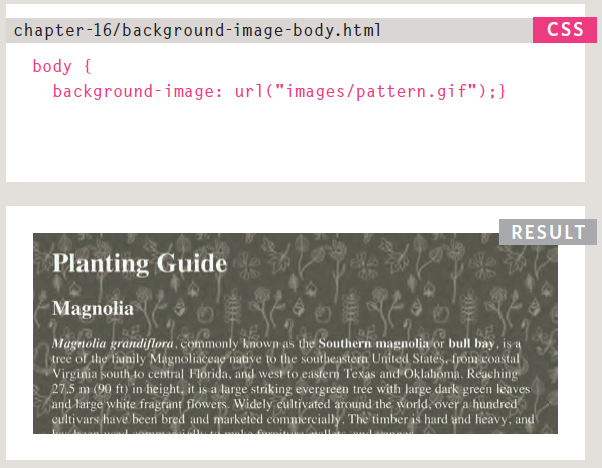 chapter-16/background-image-body.html
CSS
body {
background-image: url("images/pattern.gif");}
RESULT
Planting Guide
Magnolia
Magnolia grandiflora, commonly known as the Southern magnolia or bull bay, is a
tree of the family Magnoliaceae native to the southeastern United States, from coastal
Virginia south to central Florida, and west to eastern Texas and Oklahoma. Reaching
27.5 m (90 ft) in height, it is a large striking evergreen tree with large dark green leaves
and large white fragrant flowers. Widely cultivated around the world, over a hundred
cultivars have been bred and marketed commercially. The timber is hard and heavy, and